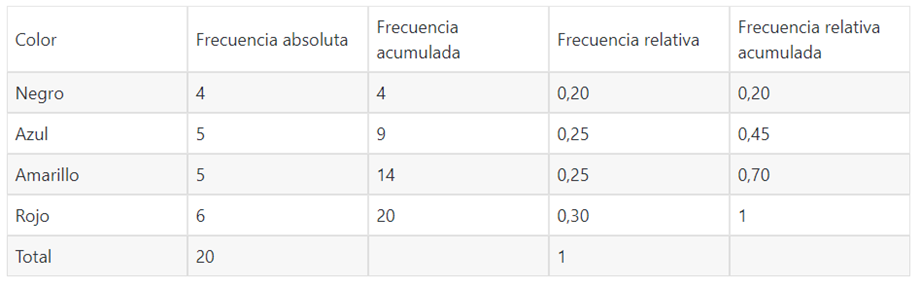 Color Frecuencia absoluta Frecuencia acumulada Frecuencia relativa Frecuencia relativa acumulada
Negro 4 4 0,20 0,20
Azul 5 9 0,25 0,45
Amarillo 5 14 0,25 0,70
Rojo 6 20 0,30 1
Total 20 1